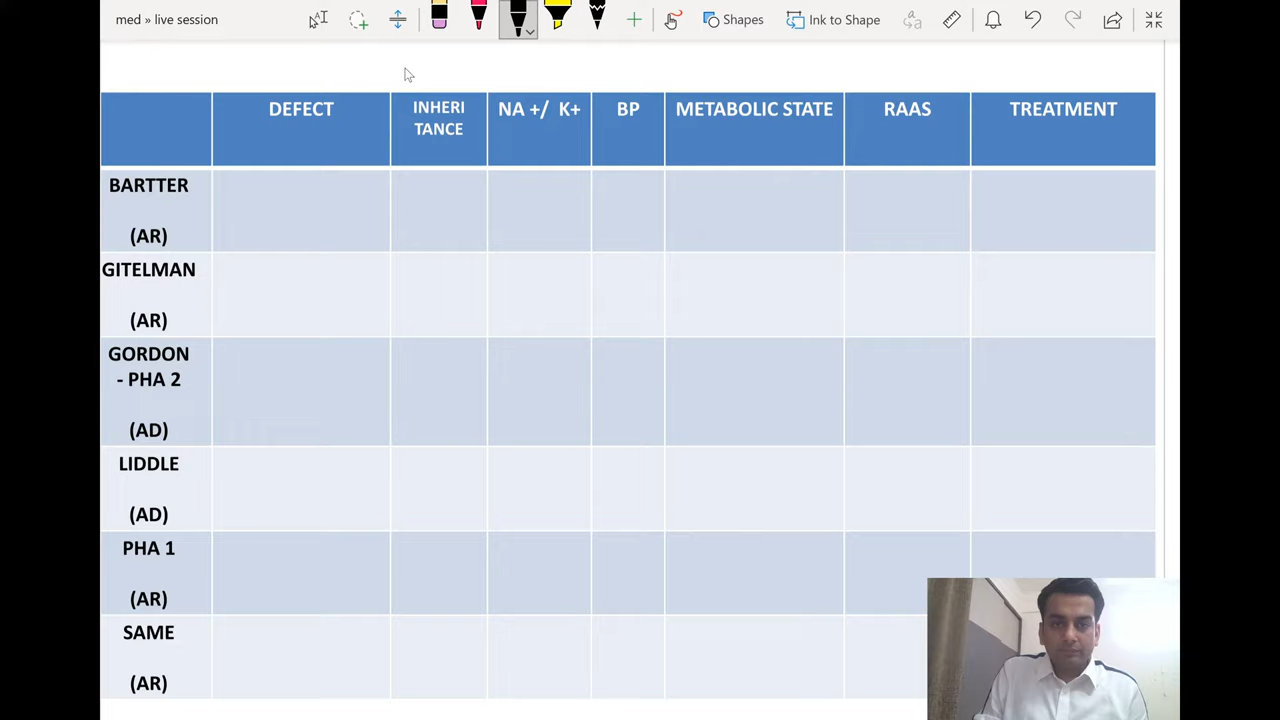 med » live session
Shapes
Ink to Shape
DEFECT
INHERI
TANCE
NA +/ K+
BP
METABOLIC STATE
RAAS
TREATMENT
BARTTER
(AR)
GITELMAN
(AR)
GORDON
- PHA 2
(AD)
LIDDLE
(AD)
PHA 1
(AR)
SAME
(AR)